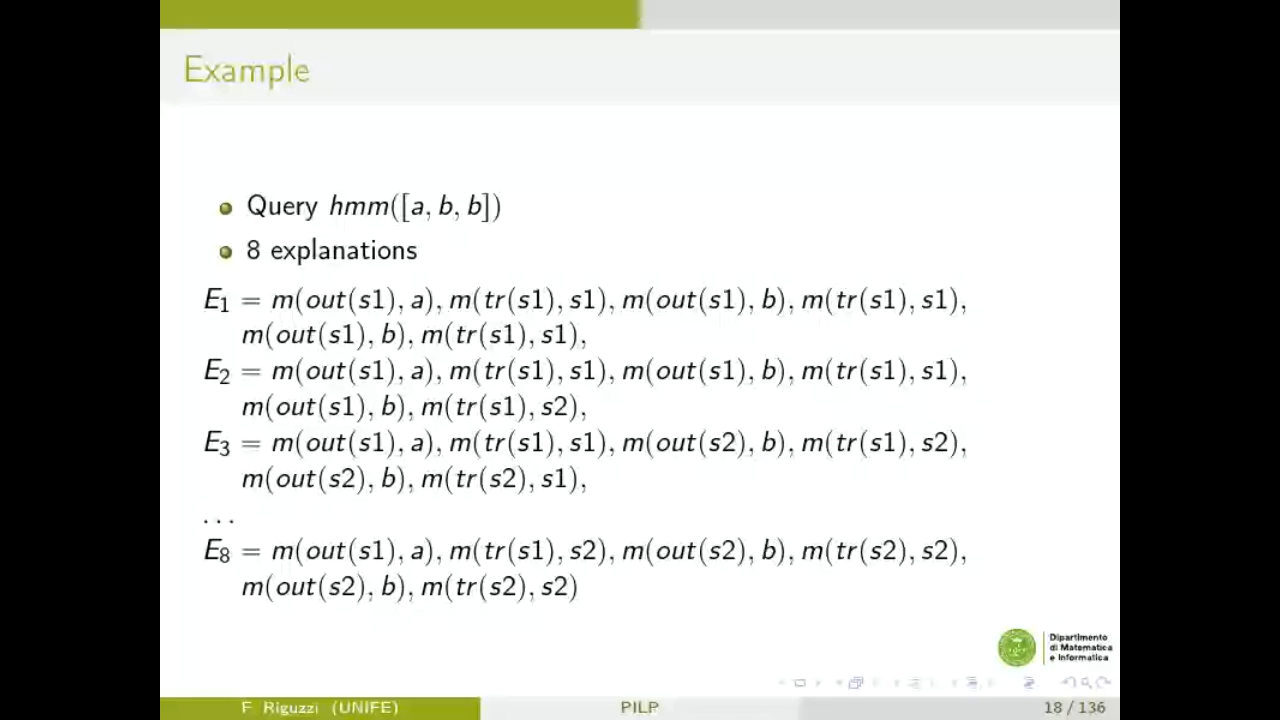 Example
Query hmm([a, b, b])
8 explanations
E₁ = m(out(s1), a), m(tr(s1), s1), m(out(s1), b), m(tr(s1), s1),
m(out(s1), b), m(tr(s1), s1),
E₂ = m(out(s1), a), m(tr(s1), s1), m(out(s1), b), m(tr(s1), s1),
m(out(s1), b), m(tr(s1), s2),
E₃ = m(out(s1), a), m(tr(s1), s1), m(out(s2), b), m(tr(s1), s2),
m(out(s2), b), m(tr(s2), s1),
. . .
E₈ = m(out(s1), a), m(tr(s1), s2), m(out(s2), b), m(tr(s2), s2),
m(out(s2), b), m(tr(s2), s2)
Dipartimento
di Matematica
e Informatica
F. Riguzzi (UNIFE) PILP 18 / 136